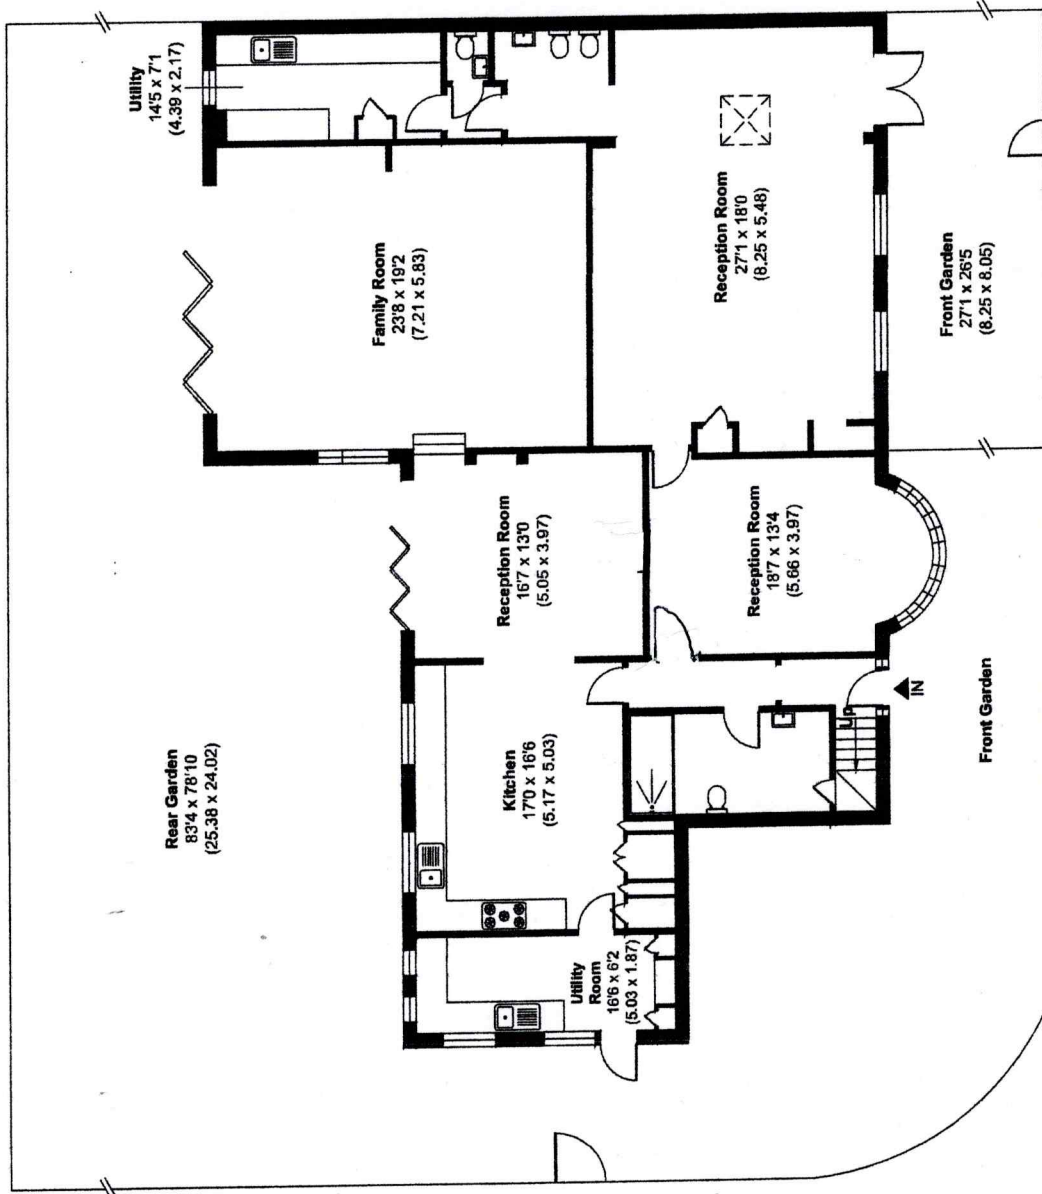 Utility
14'5 x 7'1
(4.39 x 2.17)
Family Room
23'8 x 19'2
(7.21 x 5.83)
Reception Room
27'1 x 18'0
(8.25 x 5.48)
Front Garden
27'1 x 26'5
(8.25 x 8.05)
Reception Room
16'7 x 13'0
(5.05 x 3.97)
Reception Room
18'7 x 13'4
(5.66 x 3.97)
Rear Garden
83'4 x 78'10
(25.38 x 24.02)
Kitchen
17'0 x 16'6
(5.17 x 5.03)
IN
Front Garden
Utility
Room
16'6 x 6'2
(5.03 x 1.87)